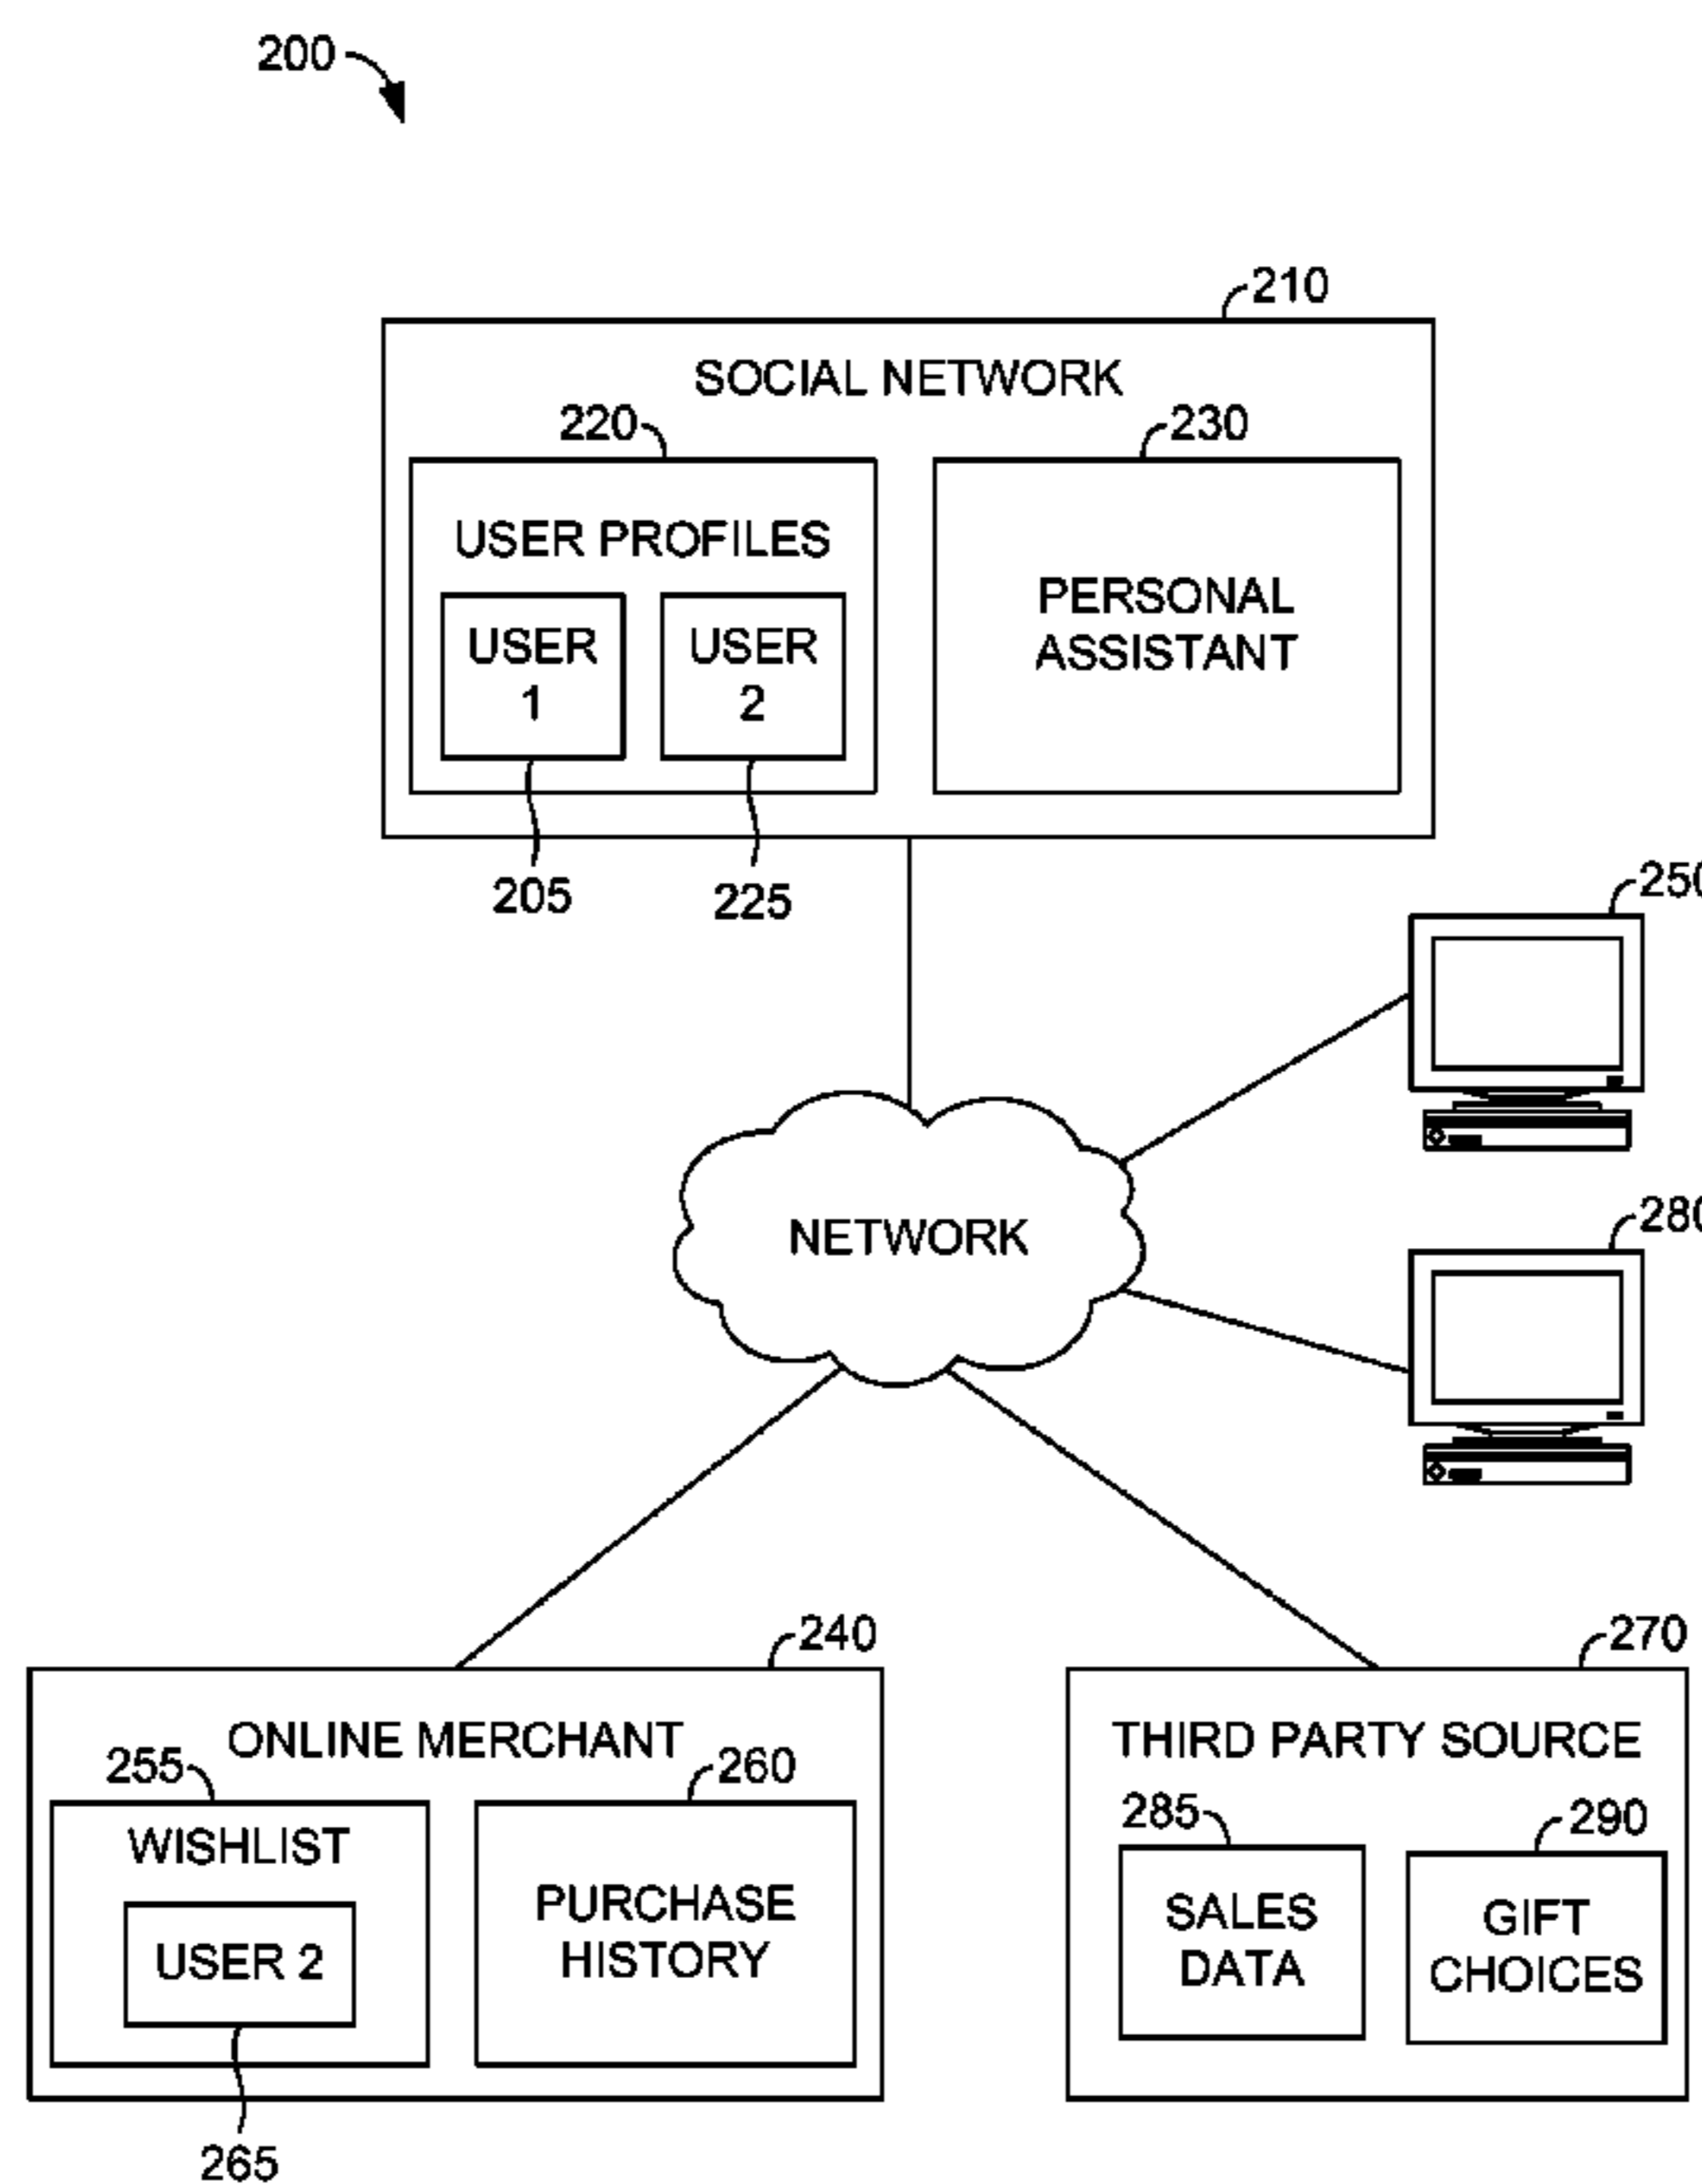 200
210
SOCIAL NETWORK
220
230
USER PROFILES
PERSONAL
ASSISTANT
USER
1
USER
2
205
225
250
NETWORK
280
240
270
ONLINE MERCHANT
THIRD PARTY SOURCE
255
260
285
290
WISHLIST
USER 2
PURCHASE
HISTORY
SALES
DATA
GIFT
CHOICES
265